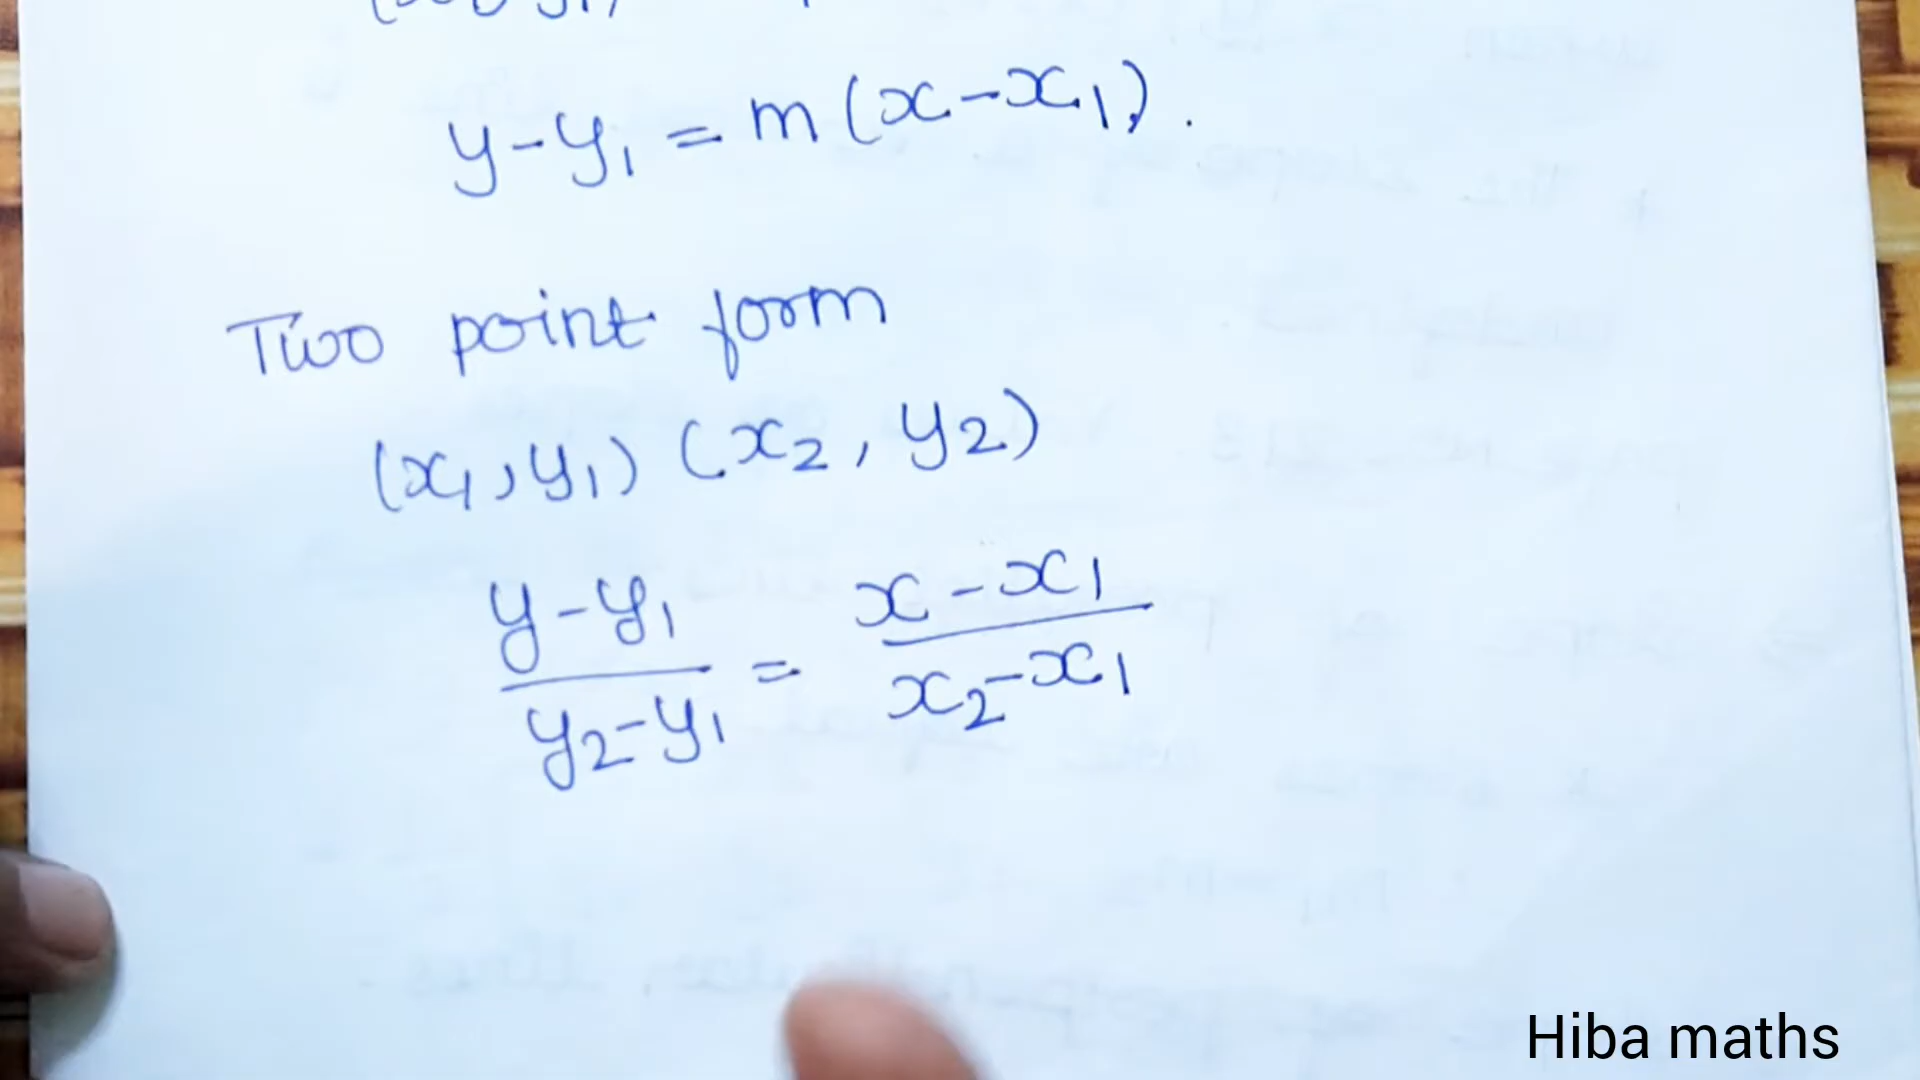 y-y₁ = m(x-x₁).
Two point form
(x₁,y₁) (x₂, y₂)
y-y₁ / y₂-y₁ = x-x₁ / x₂-x₁
Hiba maths